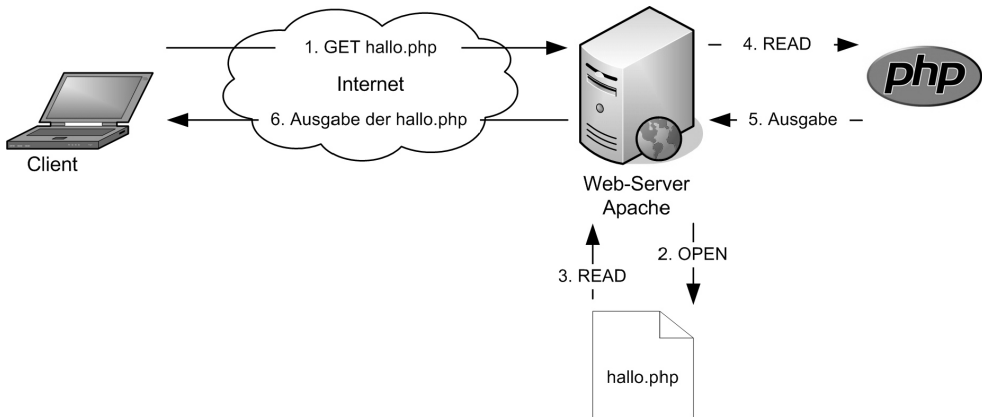 1. GET hallo.php
4. READ
php
Internet
6. Ausgabe der hallo.php
5. Ausgabe
Client
Web-Server
Apache
2. OPEN
3. READ
hallo.php